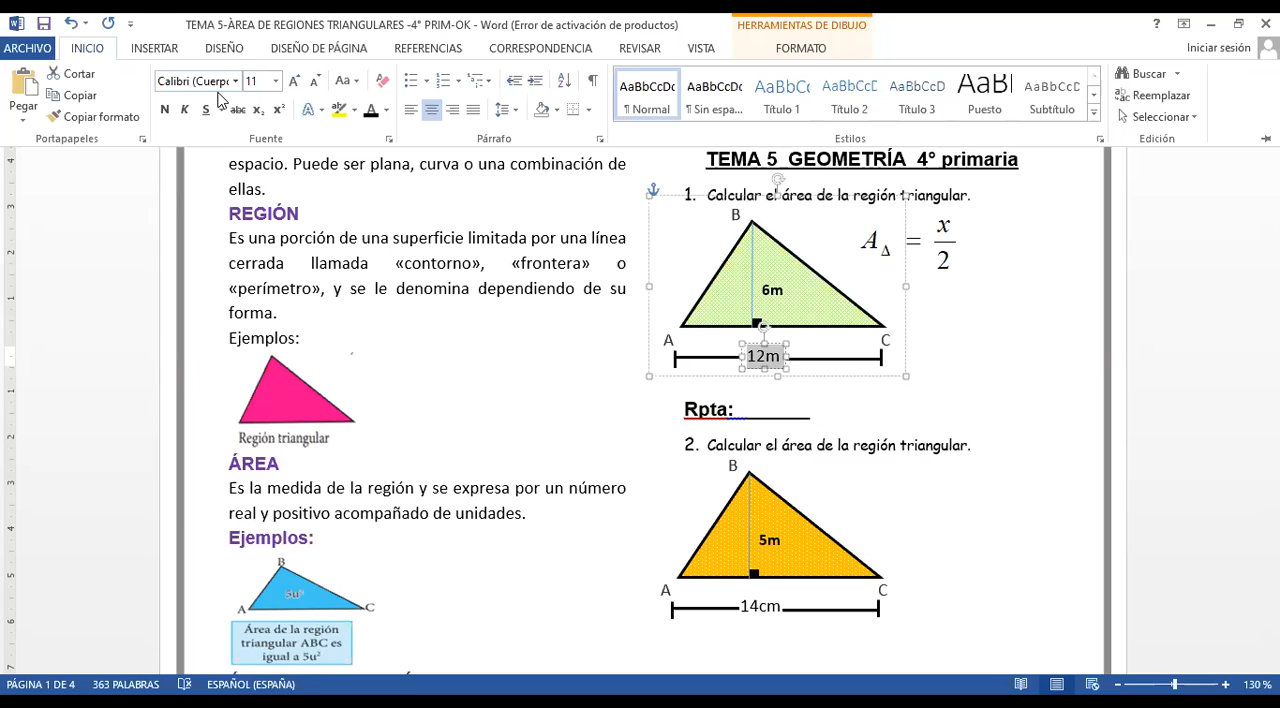 TEMA 5-ÀREA DE REGIONES TRIANGULARES -4° PRIM-OK - Word (Error de activación de productos)
HERRAMIENTAS DE DIBUJO
ARCHIVO INICIO INSERTAR DISEÑO DISEÑO DE PÁGINA REFERENCIAS CORRESPONDENCIA REVISAR VISTA FORMATO Iniciar sesión
Pegar
Cortar
Copiar
Copiar formato
Portapapeles
Calibri (Cuerpo 11
N K S abc x₂ x²
Fuente
Párrafo
AaBbCcDc AaBbCcDc AaBbCc AaBbCcC AaBbCcD AaBl AaBbCcC
¶ Normal ¶ Sin espa... Título 1 Título 2 Título 3 Puesto Subtítulo
Estilos
Buscar
Reemplazar
Seleccionar
Edición
espacio. Puede ser plana, curva o una combinación de
ellas.
REGIÓN
Es una porción de una superficie limitada por una línea
cerrada llamada «contorno», «frontera» o
«perímetro», y se le denomina dependiendo de su
forma.
Ejemplos:
Región triangular
ÁREA
Es la medida de la región y se expresa por un número
real y positivo acompañado de unidades.
Ejemplos:
B
5u²
A C
Área de la región
triangular ABC es
igual a 5u²
TEMA 5 GEOMETRÍA 4° primaria
1. Calcular el área de la región triangular.
B
A Δ = x/2
6m
A C
12m
Rpta:________
2. Calcular el área de la región triangular.
B
5m
A C
14cm
PÁGINA 1 DE 4 363 PALABRAS ESPAÑOL (ESPAÑA) 130 %